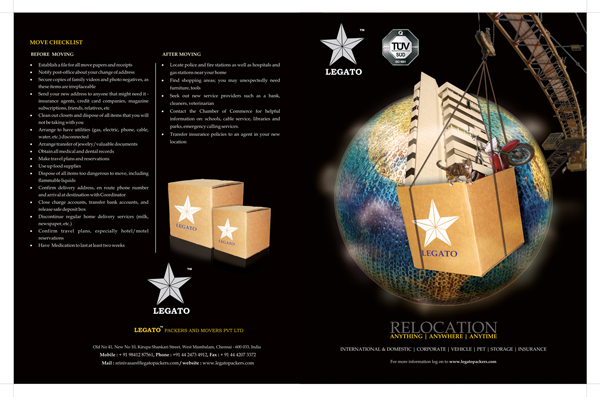 MOVE CHECKLIST
BEFORE MOVING
• Establish a file for all move papers and receipts
• Notify post-office about your change of address
• Secure copies of family videos and photo negatives, as
these items are irreplaceable
• Send your new address to anyone that might need it -
insurance agents, credit card companies, magazine
subscriptions, friends, relatives, etc
• Clean out closets and dispose of all items that you will
not be taking with you
• Arrange to have utilities (gas, electric, phone, cable,
water, etc.) disconnected
• Arrange transfer of jewelry / valuable documents
• Obtain all medical and dental records
• Make travel plans and reservations
• Use up food supplies
• Dispose of all items too dangerous to move, including
flammable liquids
• Confirm delivery address, en route phone number
and arrival at destination with Coordinator
• Close charge accounts, transfer bank accounts, and
release safe deposit box
• Discontinue regular home delivery services (milk,
newspaper, etc.)
• Confirm travel plans, especially hotel/motel
reservations
• Have Medication to last at least two weeks
AFTER MOVING
• Locate police and fire stations as well as hospitals and
gas stations near your home
• Find shopping areas; you may unexpectedly need
furniture, tools
• Seek out new service providers such as a bank,
cleaners, veterinarian
• Contact the Chamber of Commerce for helpful
information on: schools, cable service, libraries and
parks, emergency calling services.
• Transfer insurance policies to an agent in your new
location
LEGATO
LEGATO
TM
LEGATO
LEGATO™ PACKERS AND MOVERS PVT LTD
Old No 41, New No 10, Kirupa Shankari Street, West Mambalam, Chennai - 600 033, India
Mobile : + 91 98412 87561, Phone : +91 44 2473 4912, Fax : + 91 44 4207 3372
Mail : srinivasan@legatopackers.com / website : www.legatopackers.com
TM
LEGATO
TÜV
SÜD
LEGATO
RELOCATION
ANYTHING | ANYWHERE | ANYTIME
INTERNATIONAL & DOMESTIC | CORPORATE | VEHICLE | PET | STORAGE | INSURANCE
For more information log on to www.legatopackers.com